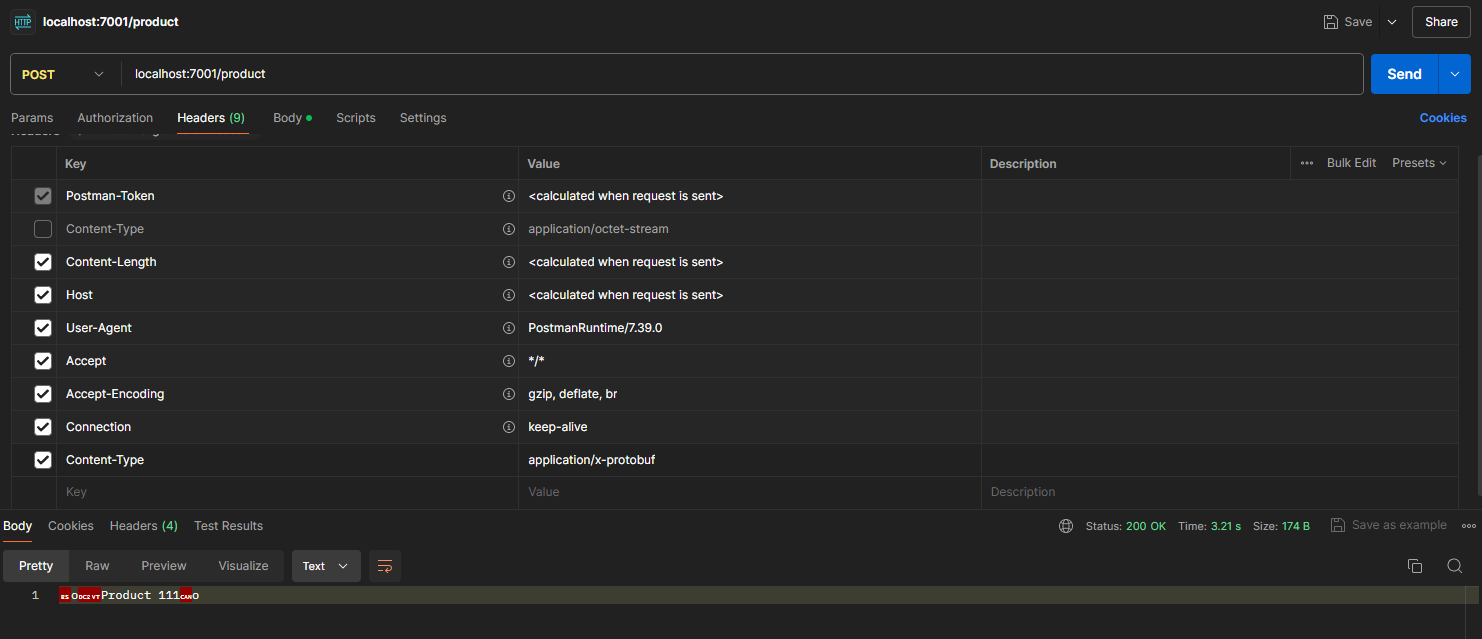 HTTP localhost:7001/product Save Share
POST localhost:7001/product Send
Params Authorization Headers (9) Body Scripts Settings Cookies
Key Value Description Bulk Edit Presets
Postman-Token <calculated when request is sent>
Content-Type application/octet-stream
Content-Length <calculated when request is sent>
Host <calculated when request is sent>
User-Agent PostmanRuntime/7.39.0
Accept */*
Accept-Encoding gzip, deflate, br
Connection keep-alive
Content-Type application/x-protobuf
Key Value Description
Body Cookies Headers (4) Test Results Status: 200 OK Time: 3.21 s Size: 174 B Save as example
Pretty Raw Preview Visualize Text
1 BS o DC2 VT Product 111 CAN o